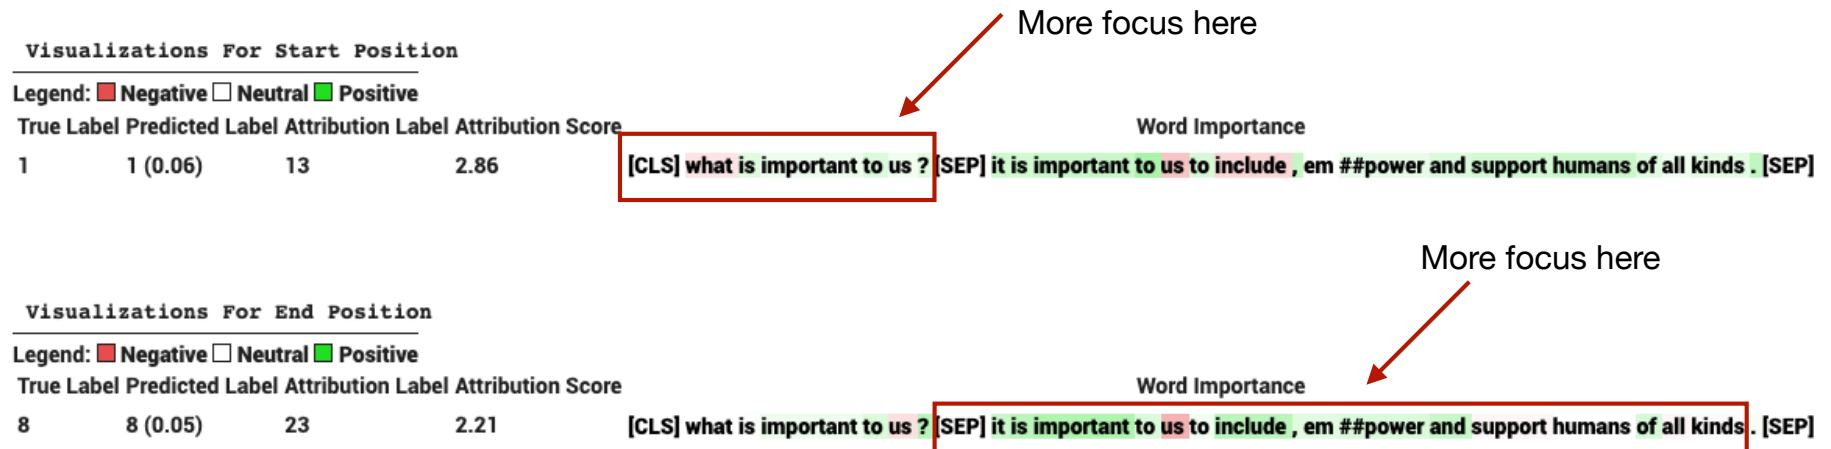 More focus here
Visualizations For Start Position
Legend: Negative Neutral Positive
True Label Predicted Label Attribution Label Attribution Score Word Importance
1 1 (0.06) 13 2.86 [CLS] what is important to us ? [SEP] it is important to us to include , em ##power and support humans of all kinds . [SEP]
More focus here
Visualizations For End Position
Legend: Negative Neutral Positive
True Label Predicted Label Attribution Label Attribution Score Word Importance
8 8 (0.05) 23 2.21 [CLS] what is important to us ? [SEP] it is important to us to include , em ##power and support humans of all kinds . [SEP]